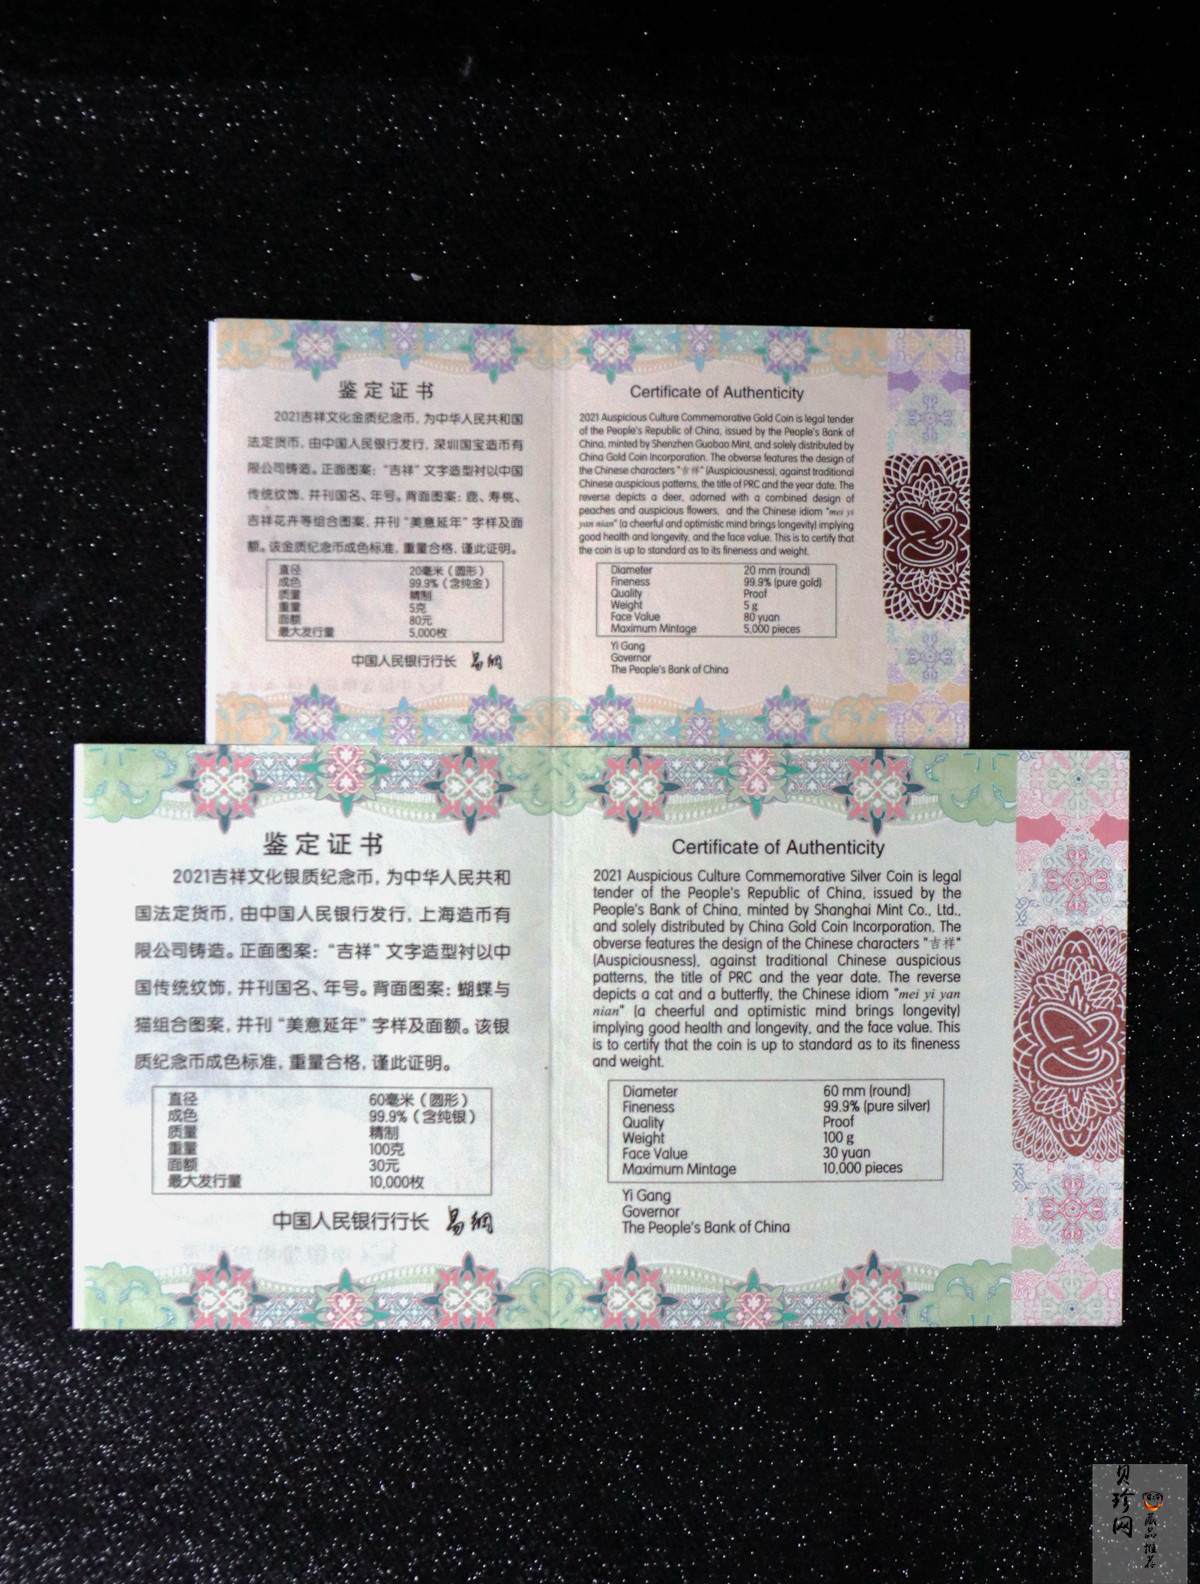 鉴定证书
2021吉祥文化金质纪念币，为中华人民共和国
法定货币，由中国人民银行发行，深圳国宝造币有
限公司铸造。正面图案：“吉祥”文字造型衬以中国
传统纹饰，并刊国名、年号。背面图案：鹿、寿桃、
吉祥花卉等组合图案，并刊“美意延年”字样及面
额。该金质纪念币成色标准，重量合格，谨此证明。
直径 20毫米（圆形）
成色 99.9%（含纯金）
质量 精制
重量 5克
面额 80元
最大发行量 5,000枚
中国人民银行行长 易纲
Certificate of Authenticity
2021 Auspicious Culture Commemorative Gold Coin is legal tender
of the People's Republic of China, issued by the People's Bank of
China, minted by Shenzhen Guobao Mint, and solely distributed by
China Gold Coin Incorporation. The obverse features the design of
the Chinese characters "吉祥" (Auspiciousness), against traditional
Chinese auspicious patterns, the title of PRC and the year date. The
reverse depicts a deer, adorned with a combined design of
peaches and auspicious flowers, and the Chinese idiom "mei yi
yan nian" (a cheerful and optimistic mind brings longevity) implying
good health and longevity, and the face value. This is to certify that
the coin is up to standard as to its fineness and weight.
Diameter 20 mm (round)
Fineness 99.9% (pure gold)
Quality Proof
Weight 5 g
Face Value 80 yuan
Maximum Mintage 5,000 pieces
Yi Gang
Governor
The People's Bank of China
鉴定证书
2021吉祥文化银质纪念币，为中华人民共和
国法定货币，由中国人民银行发行，上海造币有
限公司铸造。正面图案：“吉祥”文字造型衬以中
国传统纹饰，并刊国名、年号。背面图案：蝴蝶与
猫组合图案，并刊“美意延年”字样及面额。该银
质纪念币成色标准，重量合格，谨此证明。
直径 60毫米（圆形）
成色 99.9%（含纯银）
质量 精制
重量 100克
面额 30元
最大发行量 10,000枚
中国人民银行行长 易纲
Certificate of Authenticity
2021 Auspicious Culture Commemorative Silver Coin is legal
tender of the People's Republic of China, issued by the
People's Bank of China, minted by Shanghai Mint Co., Ltd.,
and solely distributed by China Gold Coin Incorporation. The
obverse features the design of the Chinese characters "吉祥"
(Auspiciousness), against traditional Chinese auspicious
patterns, the title of PRC and the year date. The reverse
depicts a cat and a butterfly, the Chinese idiom "mei yi yan
nian" (a cheerful and optimistic mind brings longevity)
implying good health and longevity, and the face value. This
is to certify that the coin is up to standard as to its fineness
and weight.
Diameter 60 mm (round)
Fineness 99.9% (pure silver)
Quality Proof
Weight 100 g
Face Value 30 yuan
Maximum Mintage 10,000 pieces
Yi Gang
Governor
The People's Bank of China
贝珍网
藏品推荐